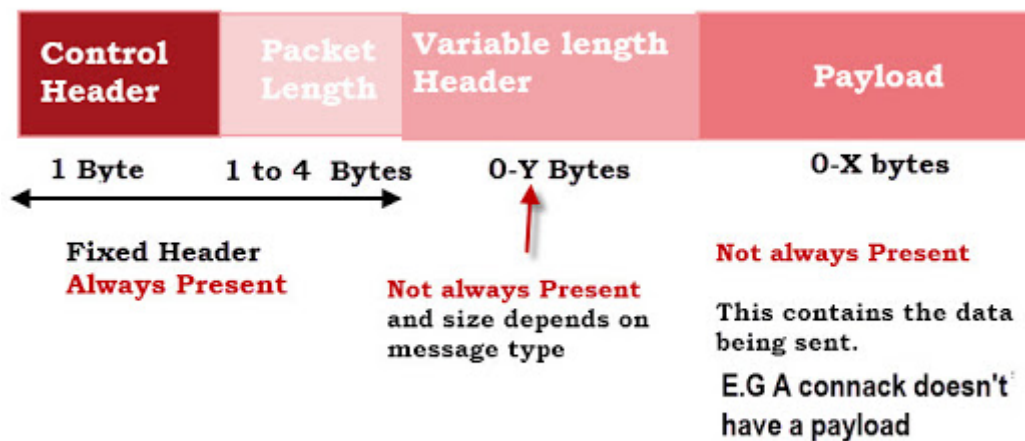 Control
Header
Packet
Length
Variable length
Header
Payload
1 Byte
1 to 4 Bytes
0-Y Bytes
0-X bytes
Fixed Header
Always Present
Not always Present
and size depends on
message type
Not always Present
This contains the data
being sent.
E.G A connack doesn't
have a payload